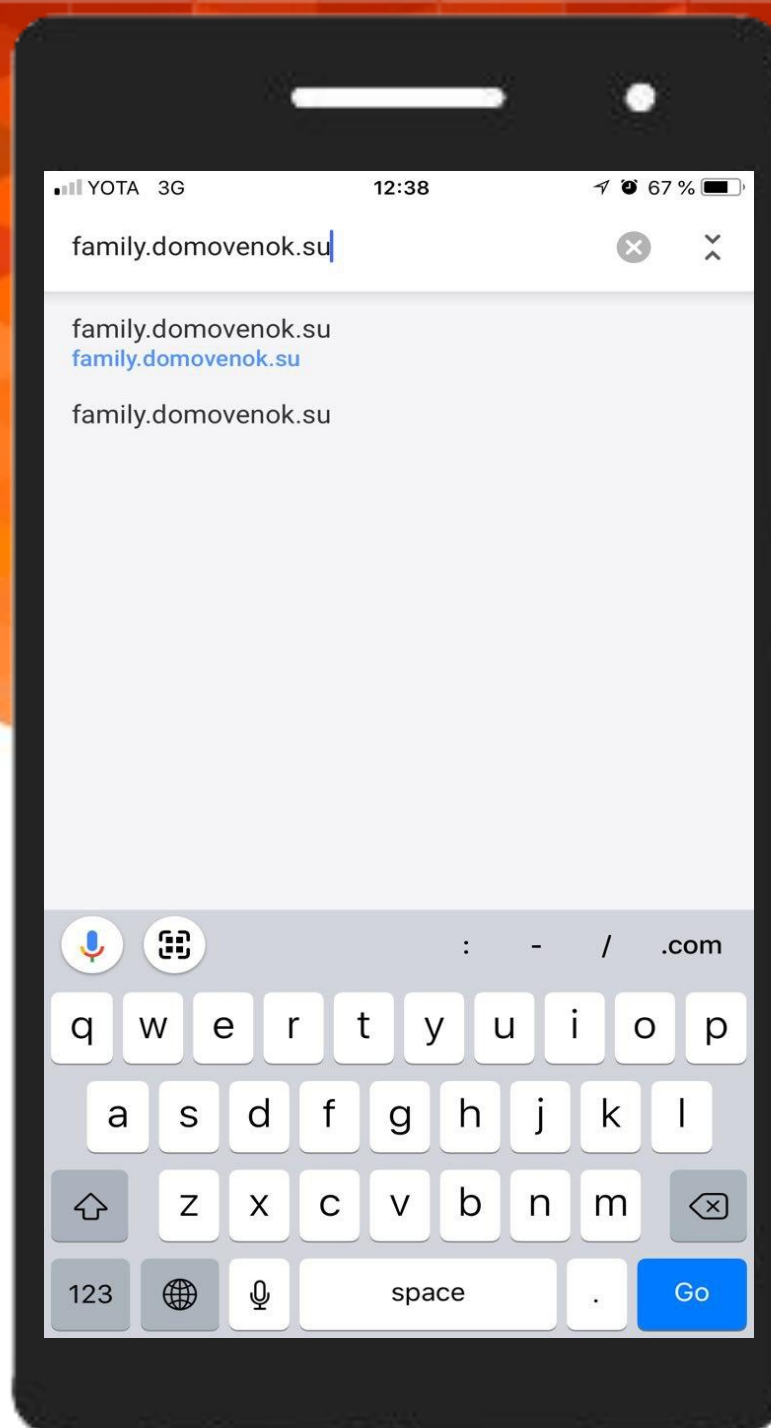 YOTA 3G 12:38 67 %
family.domovenok.su
family.domovenok.su
family.domovenok.su
family.domovenok.su
: - / .com
q w e r t y u i o p
a s d f g h j k l
z x c v b n m
123 space . Go